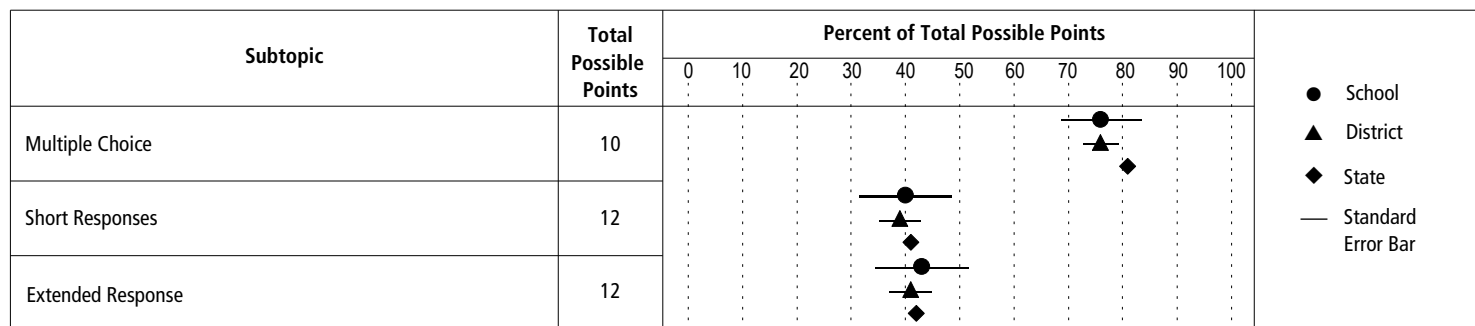 Subtopic
Total
Possible
Points
Percent of Total Possible Points
0 10 20 30 40 50 60 70 80 90 100
Multiple Choice 10
Short Responses 12
Extended Response 12
School
District
State
Standard
Error Bar